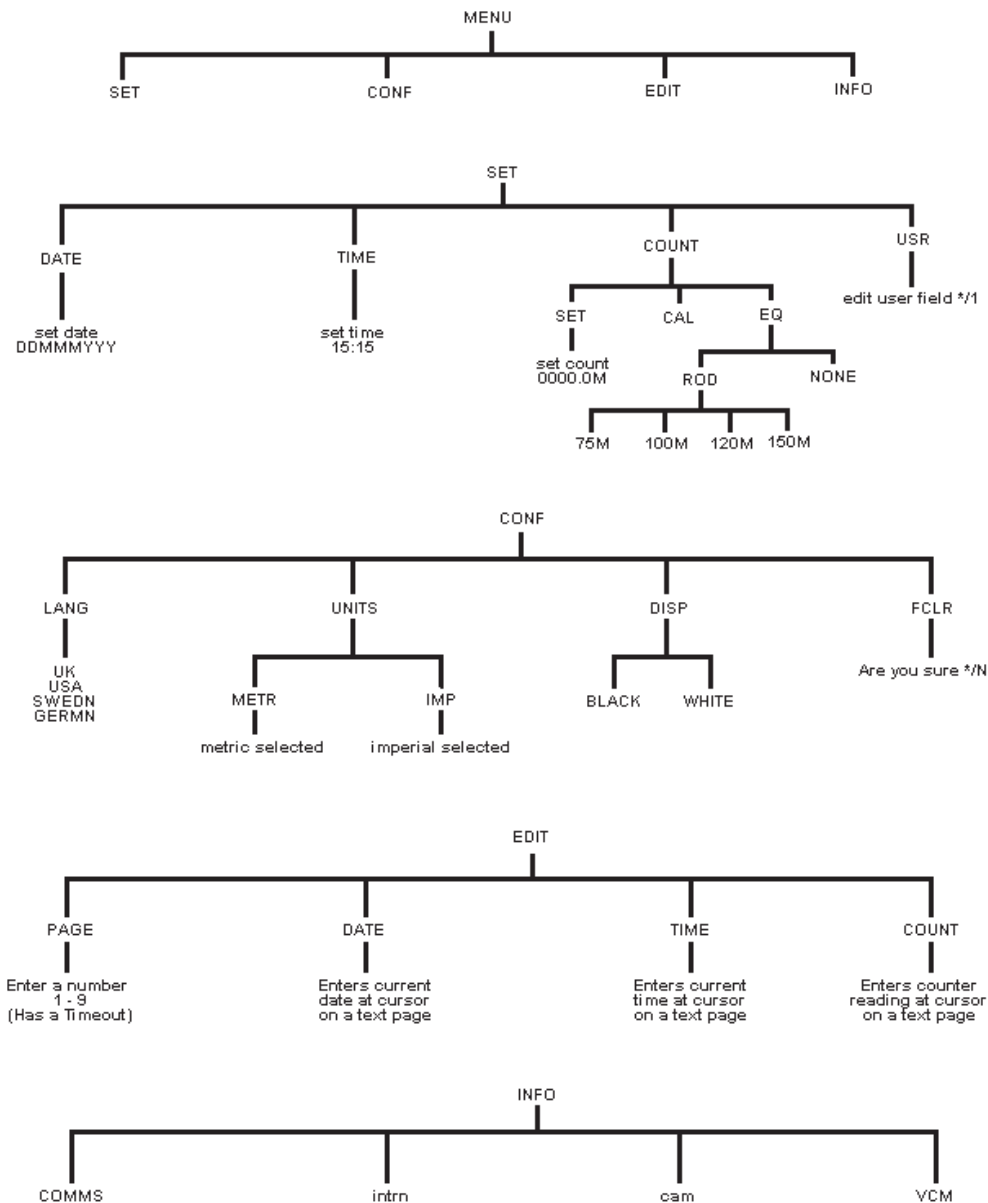 MENU
SET CONF EDIT INFO
SET
DATE TIME COUNT USR
set date
DDMMMYYY
set time
15:15
SET CAL EQ
edit user field */1
set count
0000.0M
ROD NONE
75M 100M 120M 150M
CONF
LANG UNITS DISP FCLR
UK
USA
SWEDN
GERMN
METR IMP
BLACK WHITE
Are you sure */N
metric selected imperial selected
EDIT
PAGE DATE TIME COUNT
Enter a number
1 - 9
(Has a Timeout)
Enters current
date at cursor
on a text page
Enters current
time at cursor
on a text page
Enters counter
reading at cursor
on a text page
INFO
COMMS intrn cam VCM